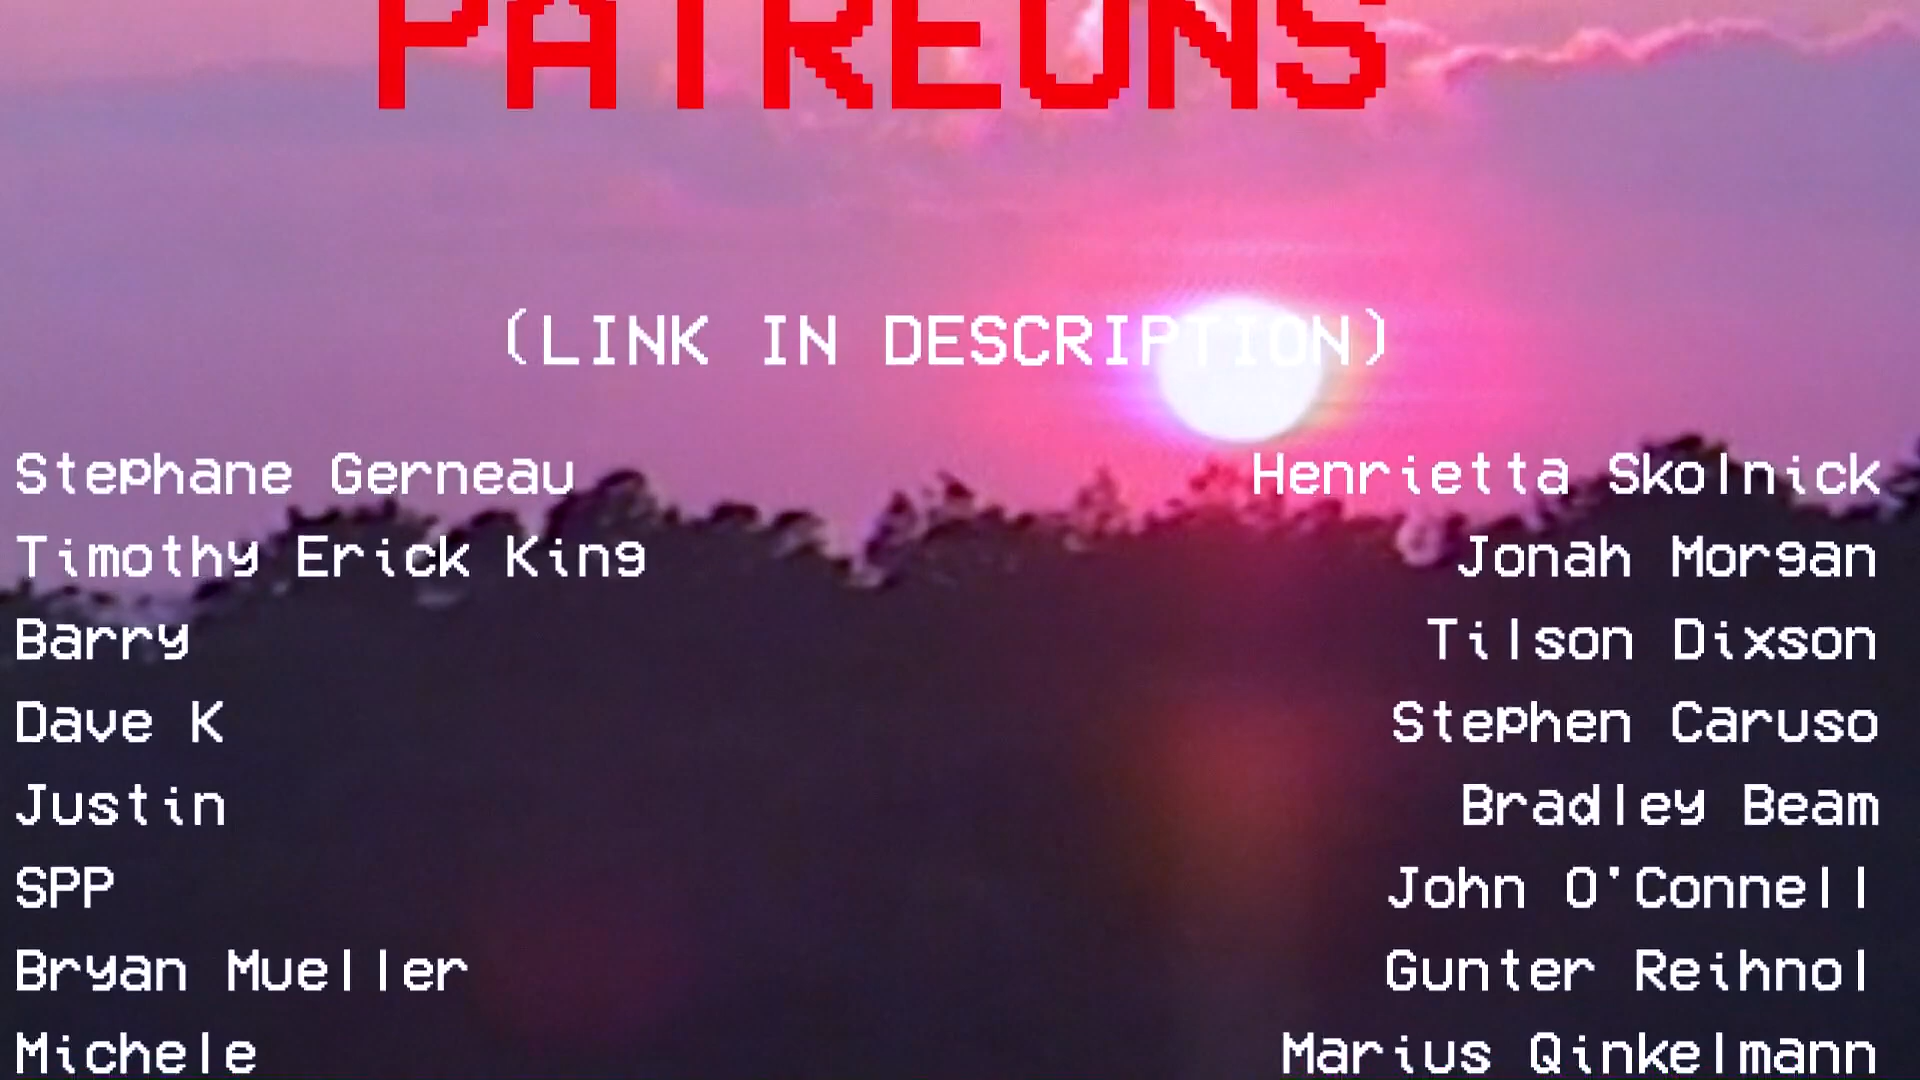 PATREONS
(LINK IN DESCRIPTION)
Stephane Gerneau
Henrietta Skolnick
Timothy Erick King
Jonah Morgan
Barry
Tilson Dixson
Dave K
Stephen Caruso
Justin
Bradley Beam
SPP
John O'Connell
Bryan Mueller
Gunter Reihnol
Michele
Marius Qinkelmann